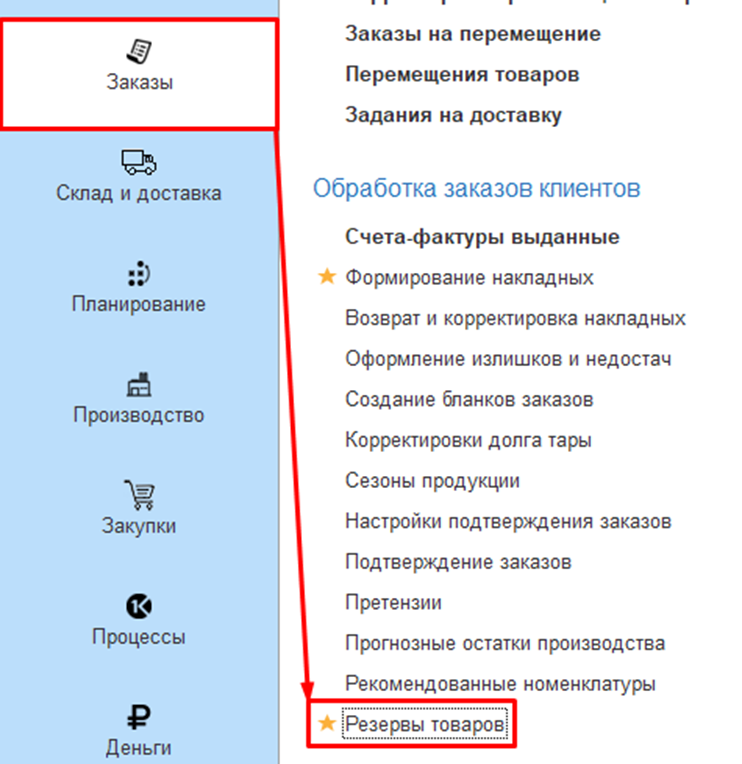 Заказы
Склад и доставка
Планирование
Производство
Закупки
1К
Процессы
Деньги
Заказы на перемещение
Перемещения товаров
Задания на доставку
Обработка заказов клиентов
Счета-фактуры выданные
Формирование накладных
Возврат и корректировка накладных
Оформление излишков и недостач
Создание бланков заказов
Корректировки долга тары
Сезоны продукции
Настройки подтверждения заказов
Подтверждение заказов
Претензии
Прогнозные остатки производства
Рекомендованные номенклатуры
Резервы товаров